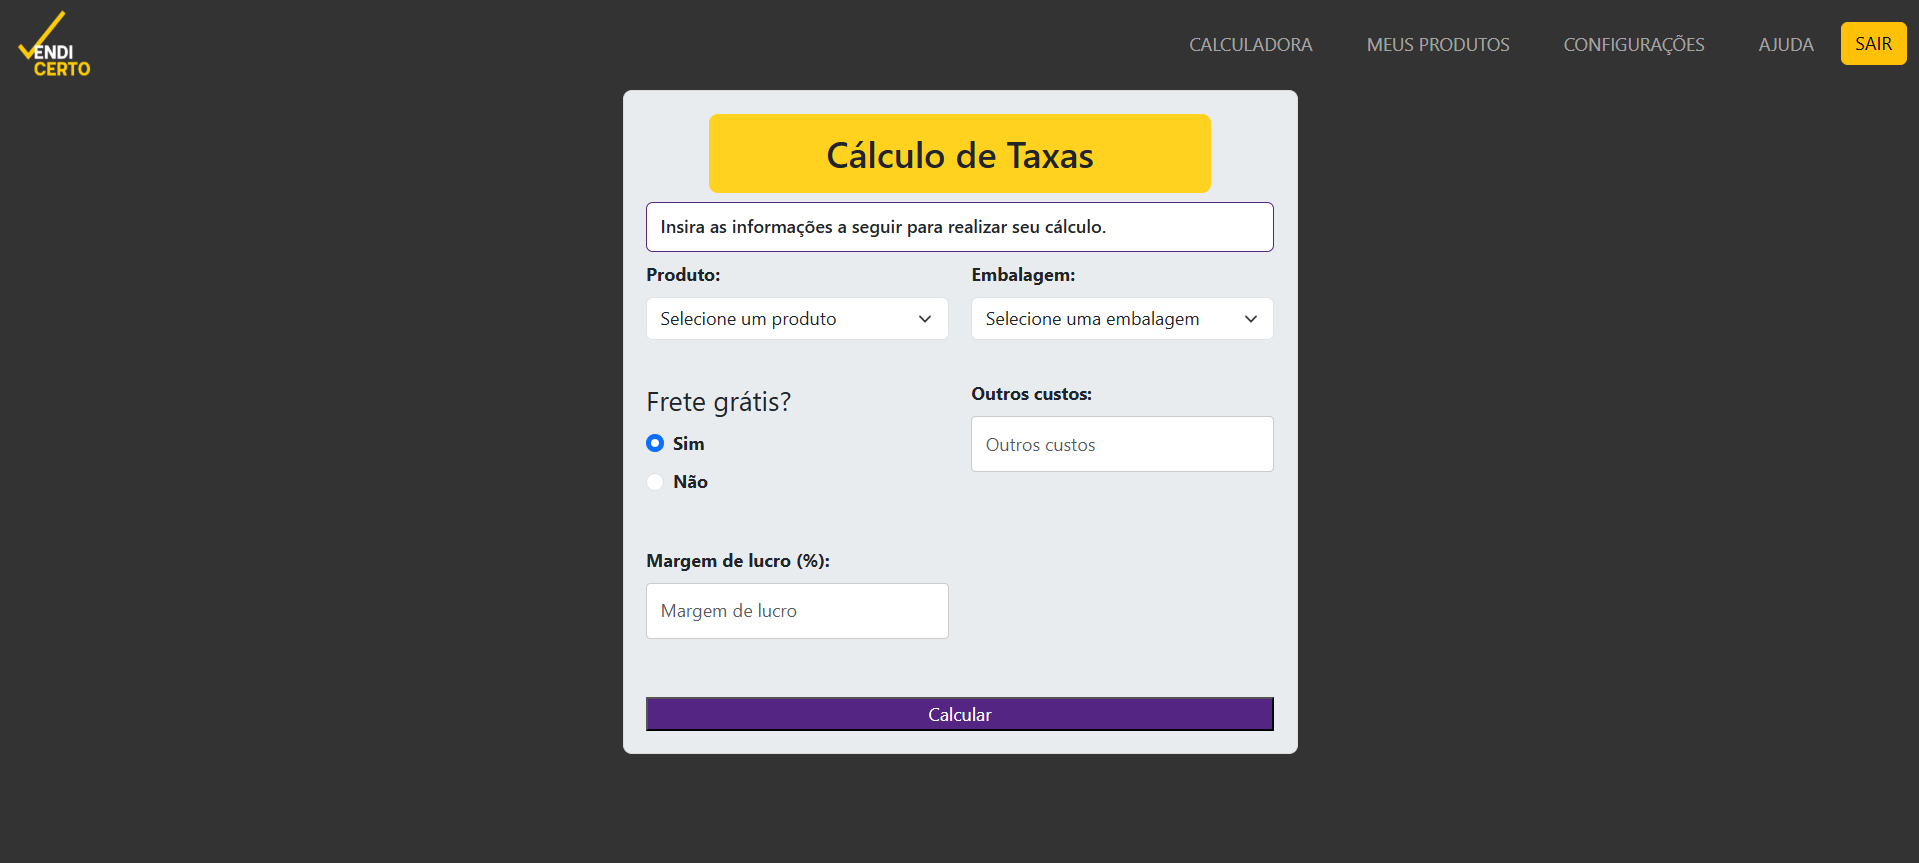 VENDI
CERTO
CALCULADORA
MEUS PRODUTOS
CONFIGURAÇÕES
AJUDA
SAIR
Cálculo de Taxas
Insira as informações a seguir para realizar seu cálculo.
Produto:
Embalagem:
Selecione um produto
Selecione uma embalagem
Frete grátis?
Sim
Não
Outros custos:
Outros custos
Margem de lucro (%):
Margem de lucro
Calcular